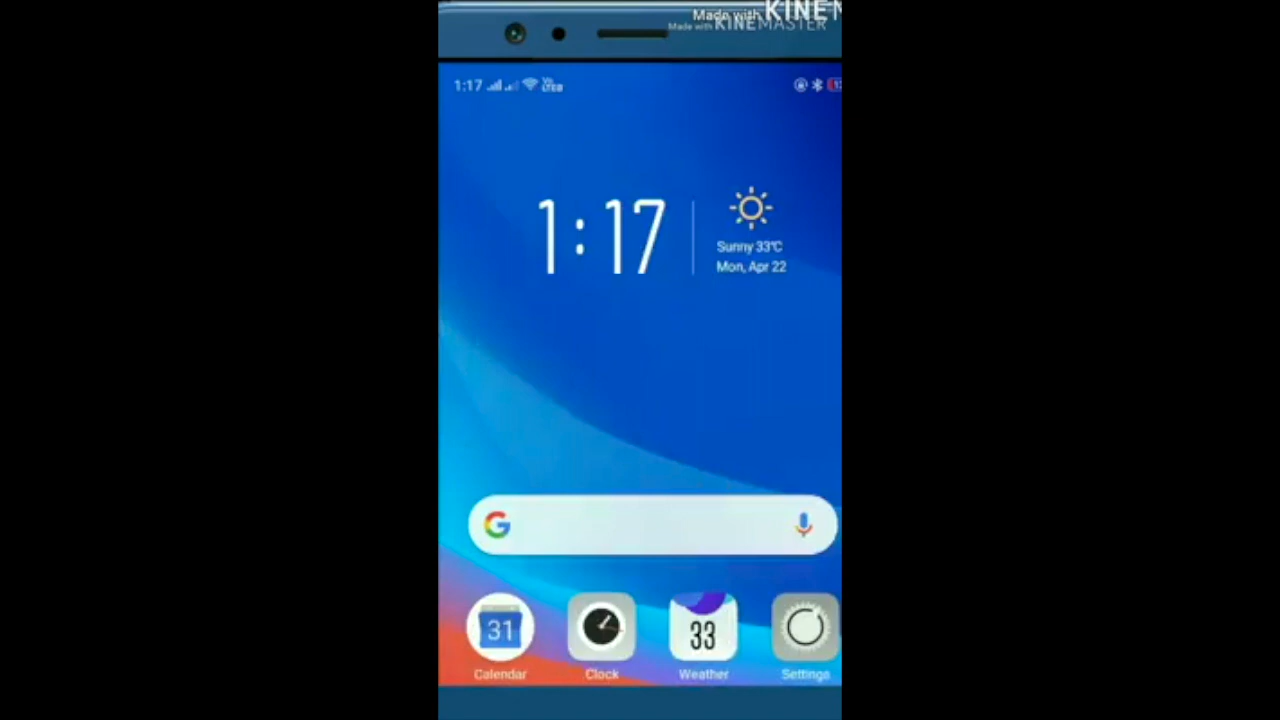 Made with KINEM
Made with KINEMASTER
1:17
1:17
Sunny 33℃
Mon, Apr 22
G
31
33
Calendar
Clock
Weather
Settings